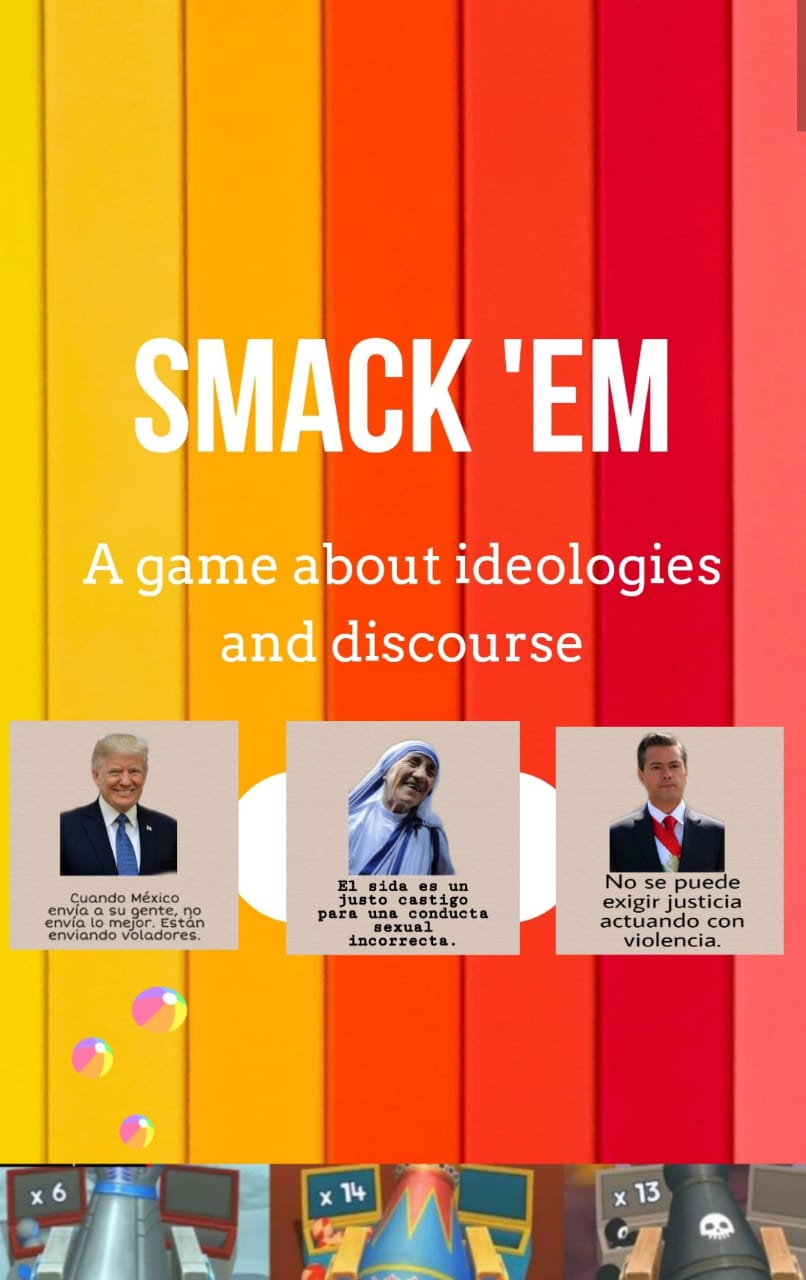 SMACK 'EM
A game about ideologies
and discourse
Cuando México
envía a su gente, no
envía lo mejor. Están
enviando voladores.
El sida es un
justo castigo
para una conducta
sexual
incorrecta.
No se puede
exigir justicia
actuando con
violencia.
x 6
x 14
x 13